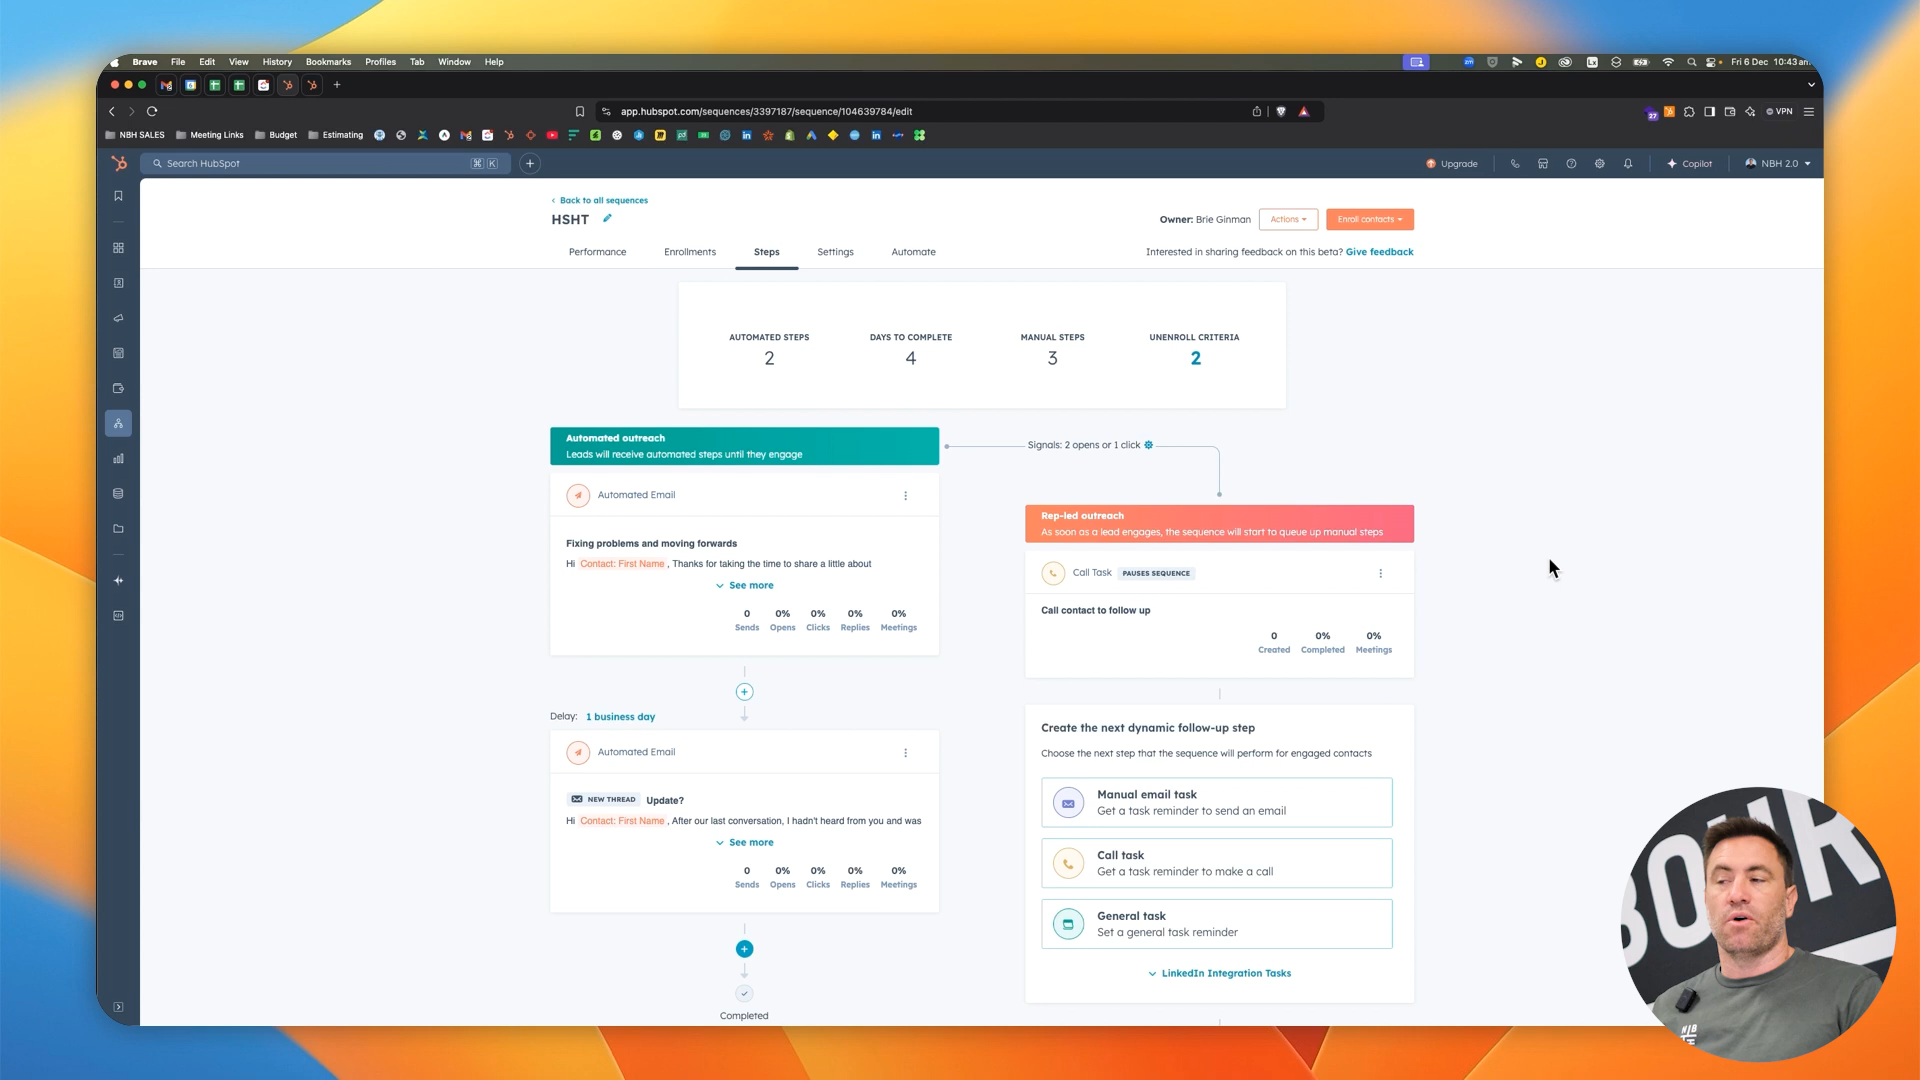 Brave File Edit View History Bookmarks Profiles Tab Window Help
Fri 6 Dec 10:43 am
app.hubspot.com/sequences/3397187/sequence/104639784/edit
27
VPN
NBH SALES Meeting Links Budget Estimating
Search HubSpot
⌘ K
Upgrade
Copilot
NBH 2.0
Back to all sequences
HSHT
Owner: Brie Ginman
Actions
Enroll contacts
Performance Enrollments Steps Settings Automate
Interested in sharing feedback on this beta? Give feedback
AUTOMATED STEPS DAYS TO COMPLETE MANUAL STEPS UNENROLL CRITERIA
2 4 3 2
Automated outreach
Leads will receive automated steps until they engage
Signals: 2 opens or 1 click
Automated Email
Fixing problems and moving forwards
Hi Contact: First Name , Thanks for taking the time to share a little about
See more
0 0% 0% 0% 0%
Sends Opens Clicks Replies Meetings
Delay: 1 business day
Automated Email
NEW THREAD Update?
Hi Contact: First Name , After our last conversation, I hadn't heard from you and was
See more
0 0% 0% 0% 0%
Sends Opens Clicks Replies Meetings
Completed
Rep-led outreach
As soon as a lead engages, the sequence will start to queue up manual steps
Call Task PAUSES SEQUENCE
Call contact to follow up
0 0% 0%
Created Completed Meetings
Create the next dynamic follow-up step
Choose the next step that the sequence will perform for engaged contacts
Manual email task
Get a task reminder to send an email
Call task
Get a task reminder to make a call
General task
Set a general task reminder
LinkedIn Integration Tasks